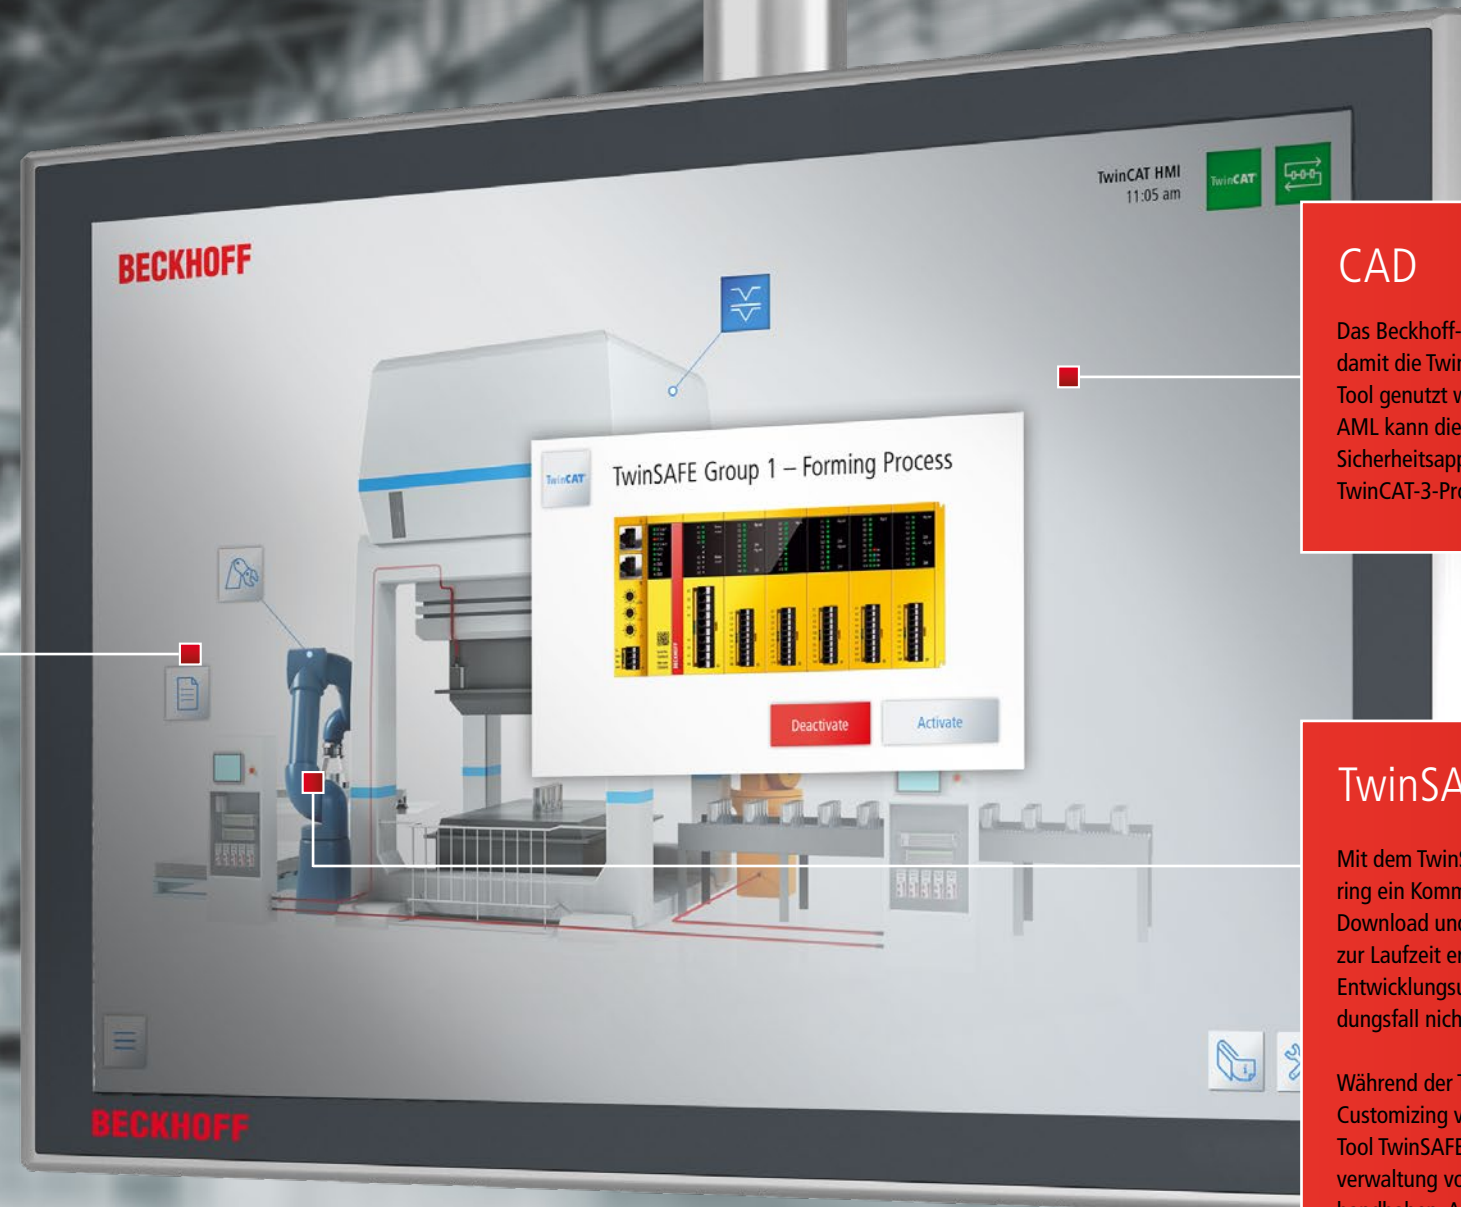 TwinCAT HMI
11:05 am
TwinCAT
BECKHOFF
TwinCAT
TwinSAFE Group 1 – Forming Process
BECKHOFF
Deactivate
Activate
BECKHOFF
CAD
Das Beckhoff-
damit die Twin
Tool genutzt w
AML kann die
Sicherheitsapp
TwinCAT-3-Pro
TwinSA
Mit dem TwinS
ring ein Komm
Download und
zur Laufzeit er
Entwicklungsu
dungsfall nich
Während der T
Customizing v
Tool TwinSAFE
verwaltung vo